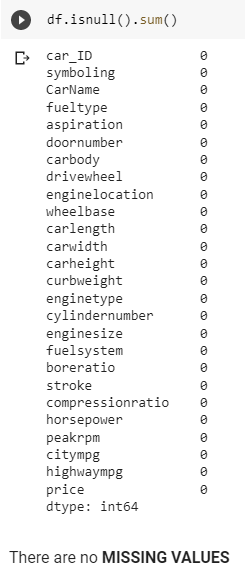 df.isnull().sum()
car_ID 0
symboling 0
CarName 0
fueltype 0
aspiration 0
doornumber 0
carbody 0
drivewheel 0
enginelocation 0
wheelbase 0
carlength 0
carwidth 0
carheight 0
curbweight 0
enginetype 0
cylindernumber 0
enginesize 0
fuelsystem 0
boreratio 0
stroke 0
compressionratio 0
horsepower 0
peakrpm 0
citympg 0
highwaympg 0
price 0
dtype: int64
There are no MISSING VALUES